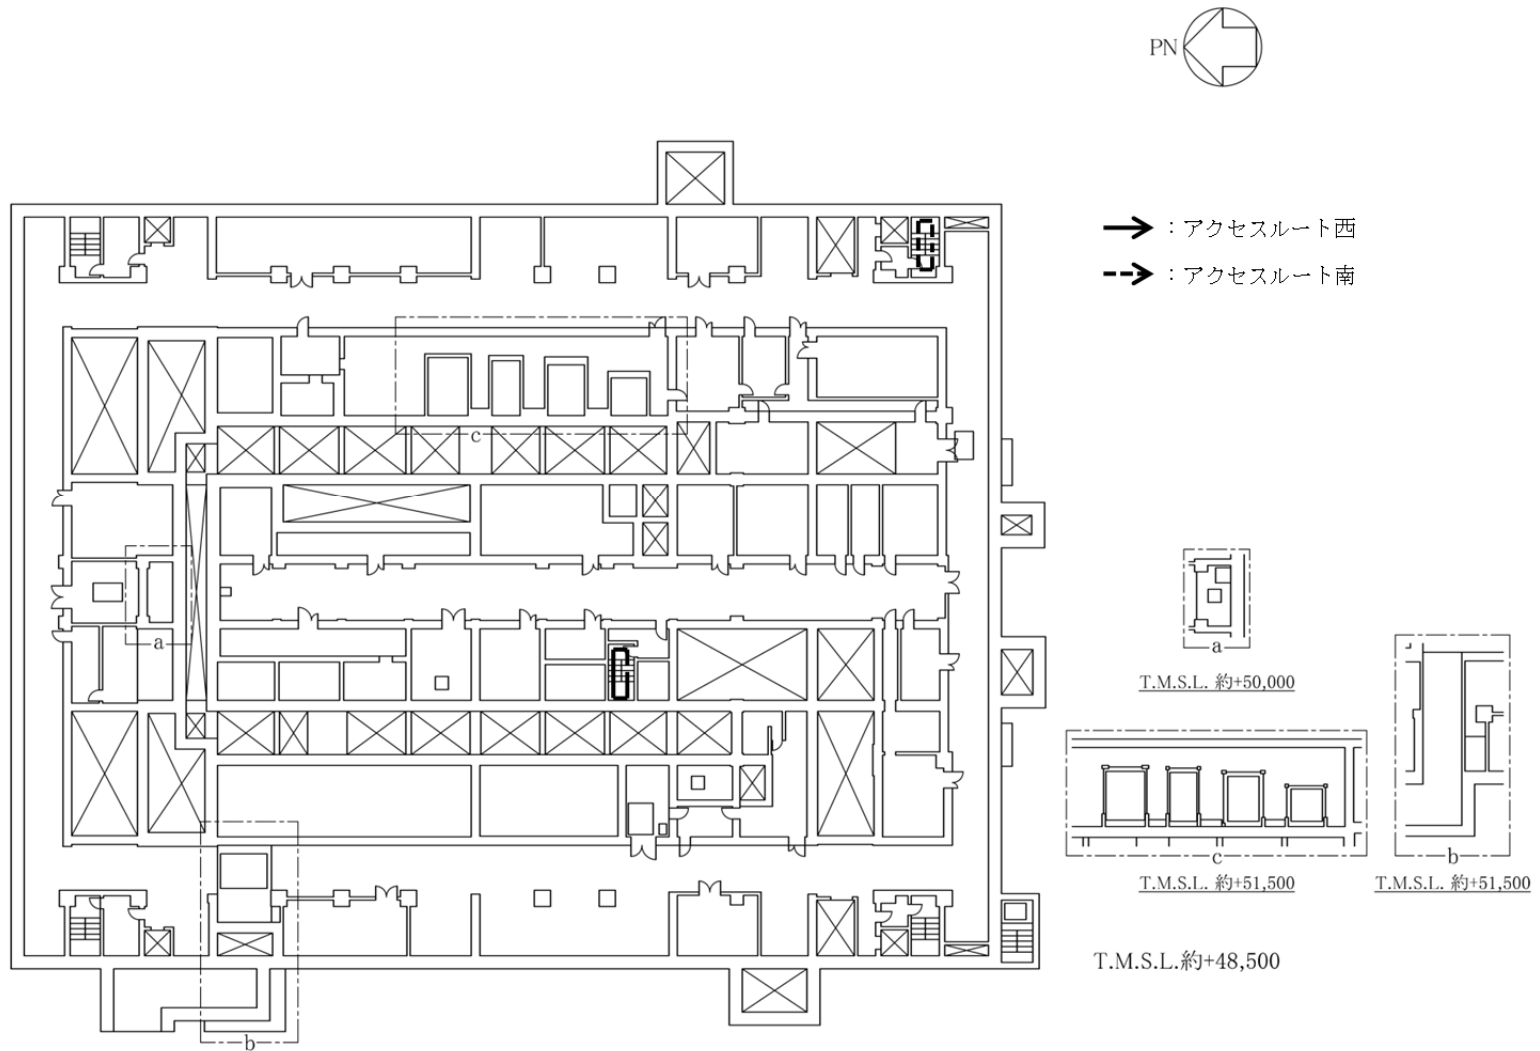 PN
：アクセスルート西
：アクセスルート南
c
a
b
a
T.M.S.L. 約+50,000
c
T.M.S.L. 約+51,500
b
T.M.S.L. 約+51,500
T.M.S.L.約+48,500